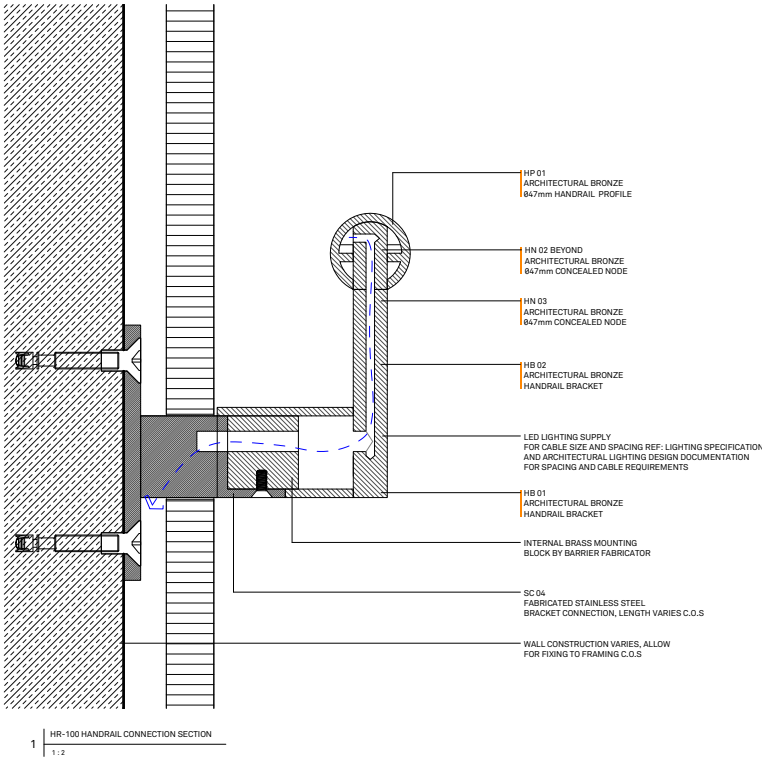 HP 01
ARCHITECTURAL BRONZE
Ø47mm HANDRAIL PROFILE
HN 02 BEYOND
ARCHITECTURAL BRONZE
Ø47mm CONCEALED NODE
HN 03
ARCHITECTURAL BRONZE
Ø47mm CONCEALED NODE
HB 02
ARCHITECTURAL BRONZE
HANDRAIL BRACKET
LED LIGHTING SUPPLY
FOR CABLE SIZE AND SPACING REF: LIGHTING SPECIFICATION
AND ARCHITECTURAL LIGHTING DESIGN DOCUMENTATION
FOR SPACING AND CABLE REQUIREMENTS
HB 01
ARCHITECTURAL BRONZE
HANDRAIL BRACKET
INTERNAL BRASS MOUNTING
BLOCK BY BARRIER FABRICATOR
SC 04
FABRICATED STAINLESS STEEL
BRACKET CONNECTION, LENGTH VARIES C.O.S
WALL CONSTRUCTION VARIES, ALLOW
FOR FIXING TO FRAMING C.O.S
1
HR-100 HANDRAIL CONNECTION SECTION
1 : 2